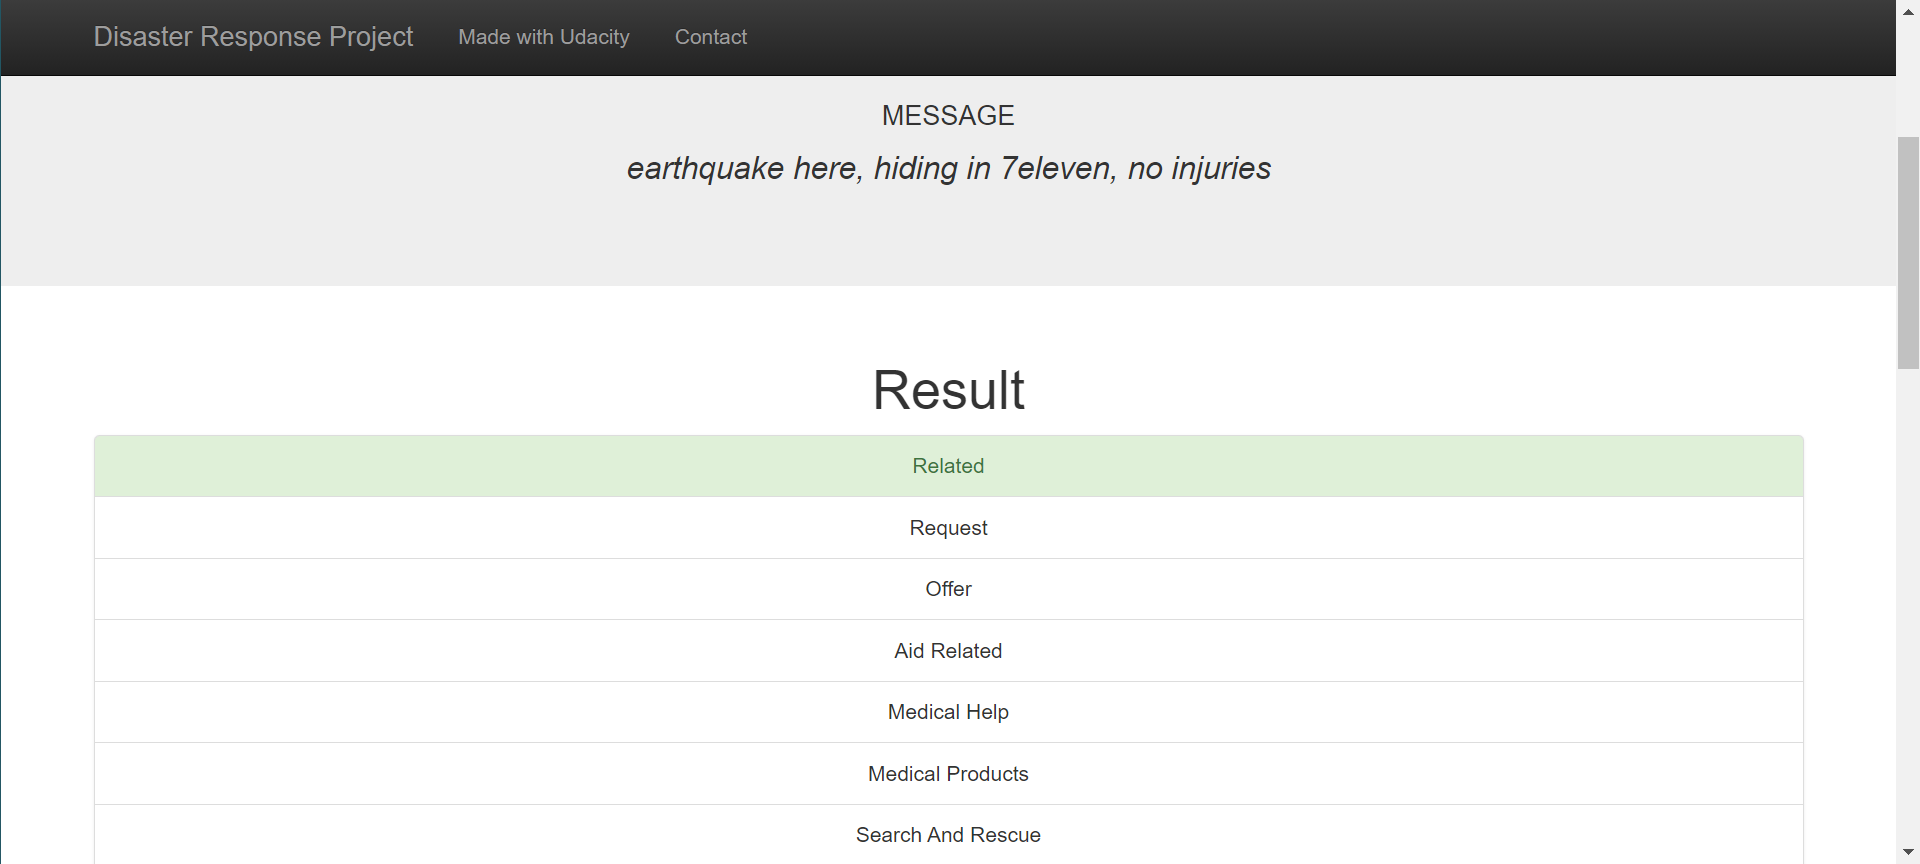 Disaster Response Project Made with Udacity Contact
MESSAGE
earthquake here, hiding in 7eleven, no injuries
Result
Related
Request
Offer
Aid Related
Medical Help
Medical Products
Search And Rescue